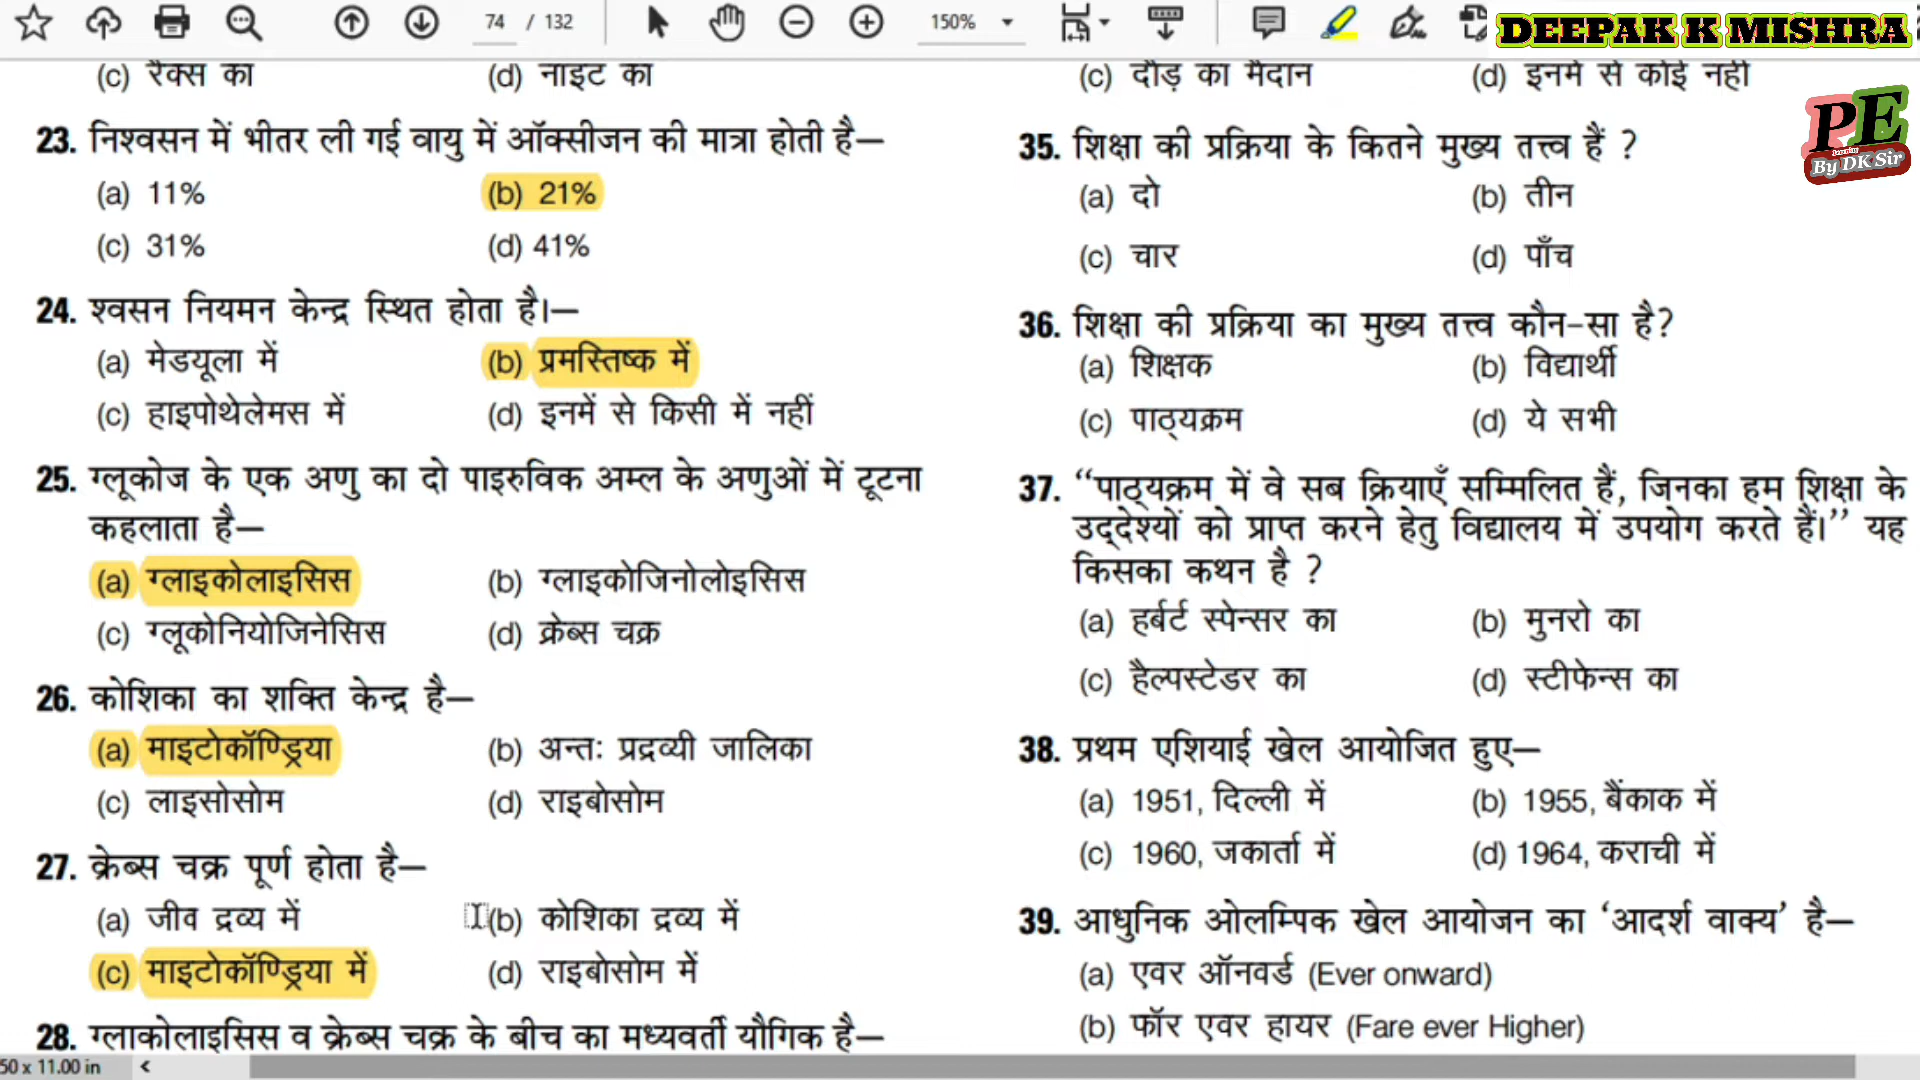 74 / 132
150%
DEEPAK K MISHRA
PE
By DK Sir
(c) रैक्स का (d) नाइट का
23. निश्वसन में भीतर ली गई वायु में ऑक्सीजन की मात्रा होती है—
(a) 11% (b) 21%
(c) 31% (d) 41%
24. श्वसन नियमन केन्द्र स्थित होता है।—
(a) मेडयूला में (b) प्रमस्तिष्क में
(c) हाइपोथेलेमस में (d) इनमें से किसी में नहीं
25. ग्लूकोज के एक अणु का दो पाइरुविक अम्ल के अणुओं में टूटना
कहलाता है—
(a) ग्लाइकोलाइसिस (b) ग्लाइकोजिनोलोइसिस
(c) ग्लूकोनियोजिनेसिस (d) क्रेब्स चक्र
26. कोशिका का शक्ति केन्द्र है—
(a) माइटोकॉण्ड्रिया (b) अन्तः प्रद्रव्यी जालिका
(c) लाइसोसोम (d) राइबोसोम
27. क्रेब्स चक्र पूर्ण होता है—
(a) जीव द्रव्य में (b) कोशिका द्रव्य में
(c) माइटोकॉण्ड्रिया में (d) राइबोसोम में
28. ग्लाकोलाइसिस व क्रेब्स चक्र के बीच का मध्यवर्ती यौगिक है—
(c) दौड़ का मैदान (d) इनमें से कोई नहीं
35. शिक्षा की प्रक्रिया के कितने मुख्य तत्त्व हैं ?
(a) दो (b) तीन
(c) चार (d) पाँच
36. शिक्षा की प्रक्रिया का मुख्य तत्त्व कौन-सा है?
(a) शिक्षक (b) विद्यार्थी
(c) पाठ्यक्रम (d) ये सभी
37. “पाठ्यक्रम में वे सब क्रियाएँ सम्मिलित हैं, जिनका हम शिक्षा के
उद्देश्यों को प्राप्त करने हेतु विद्यालय में उपयोग करते हैं।” यह
किसका कथन है ?
(a) हर्बर्ट स्पेन्सर का (b) मुनरो का
(c) हैल्पस्टेडर का (d) स्टीफेन्स का
38. प्रथम एशियाई खेल आयोजित हुए—
(a) 1951, दिल्ली में (b) 1955, बैंकाक में
(c) 1960, जकार्ता में (d) 1964, कराची में
39. आधुनिक ओलम्पिक खेल आयोजन का ‘आदर्श वाक्य’ है—
(a) एवर ऑनवर्ड (Ever onward)
(b) फॉर एवर हायर (Fare ever Higher)
50 x 11.00 in